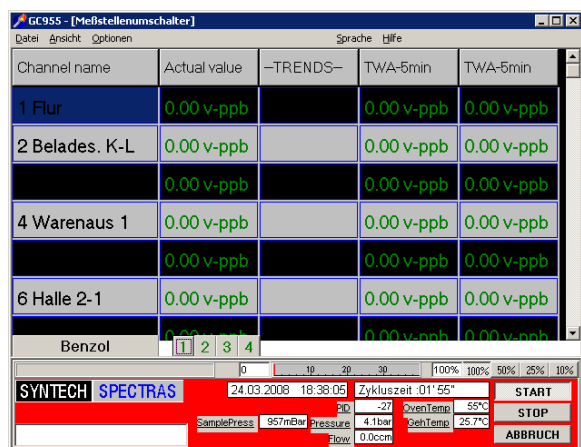 GC955 - [Meßstellenumschalter]
Datei Ansicht Optionen Sprache Hilfe
Channel name Actual value –TRENDS– TWA-5min TWA-5min
1 Flur 0.00 v-ppb 0.00 v-ppb 0.00 v-ppb
2 Belades. K-L 0.00 v-ppb 0.00 v-ppb 0.00 v-ppb
0.00 v-ppb 0.00 v-ppb 0.00 v-ppb
4 Warenaus 1 0.00 v-ppb 0.00 v-ppb 0.00 v-ppb
0.00 v-ppb 0.00 v-ppb 0.00 v-ppb
6 Halle 2-1 0.00 v-ppb 0.00 v-ppb 0.00 v-ppb
0.00 v-ppb 0.00 v-ppb 0.00 v-ppb
Benzol 1 2 3 4
0 10 20 30 100% 100% 50% 25% 10%
SYNTECH SPECTRAS 24.03.2008 18:38:05 Zykluszeit :01' 55" START
PID -27 OvenTemp 55°C STOP
SamplePress 957mBar Pressure 4.1bar GehTemp 25.7°C
Flow 0.0ccm ABBRUCH